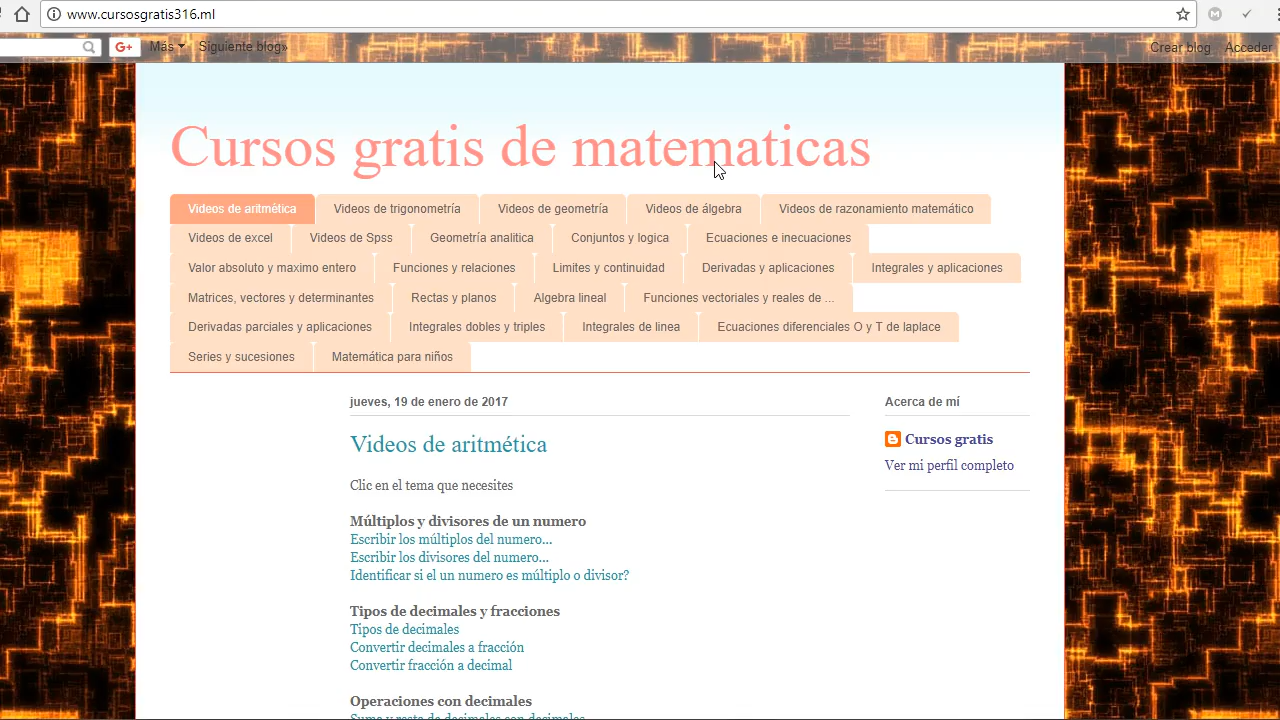 www.cursosgratis316.ml
G+ Más Siguiente blog» Crear blog Acceder
Cursos gratis de matematicas
Videos de aritmética Videos de trigonometría Videos de geometría Videos de álgebra Videos de razonamiento matemático
Videos de excel Videos de Spss Geometría analitica Conjuntos y logica Ecuaciones e inecuaciones
Valor absoluto y maximo entero Funciones y relaciones Limites y continuidad Derivadas y aplicaciones Integrales y aplicaciones
Matrices, vectores y determinantes Rectas y planos Algebra lineal Funciones vectoriales y reales de ...
Derivadas parciales y aplicaciones Integrales dobles y triples Integrales de linea Ecuaciones diferenciales O y T de laplace
Series y sucesiones Matemática para niños
jueves, 19 de enero de 2017
Videos de aritmética
Clic en el tema que necesites
Múltiplos y divisores de un numero
Escribir los múltiplos del numero...
Escribir los divisores del numero...
Identificar si el un numero es múltiplo o divisor?
Tipos de decimales y fracciones
Tipos de decimales
Convertir decimales a fracción
Convertir fracción a decimal
Operaciones con decimales
Suma y resta de decimales con decimales
Acerca de mí
Cursos gratis
Ver mi perfil completo